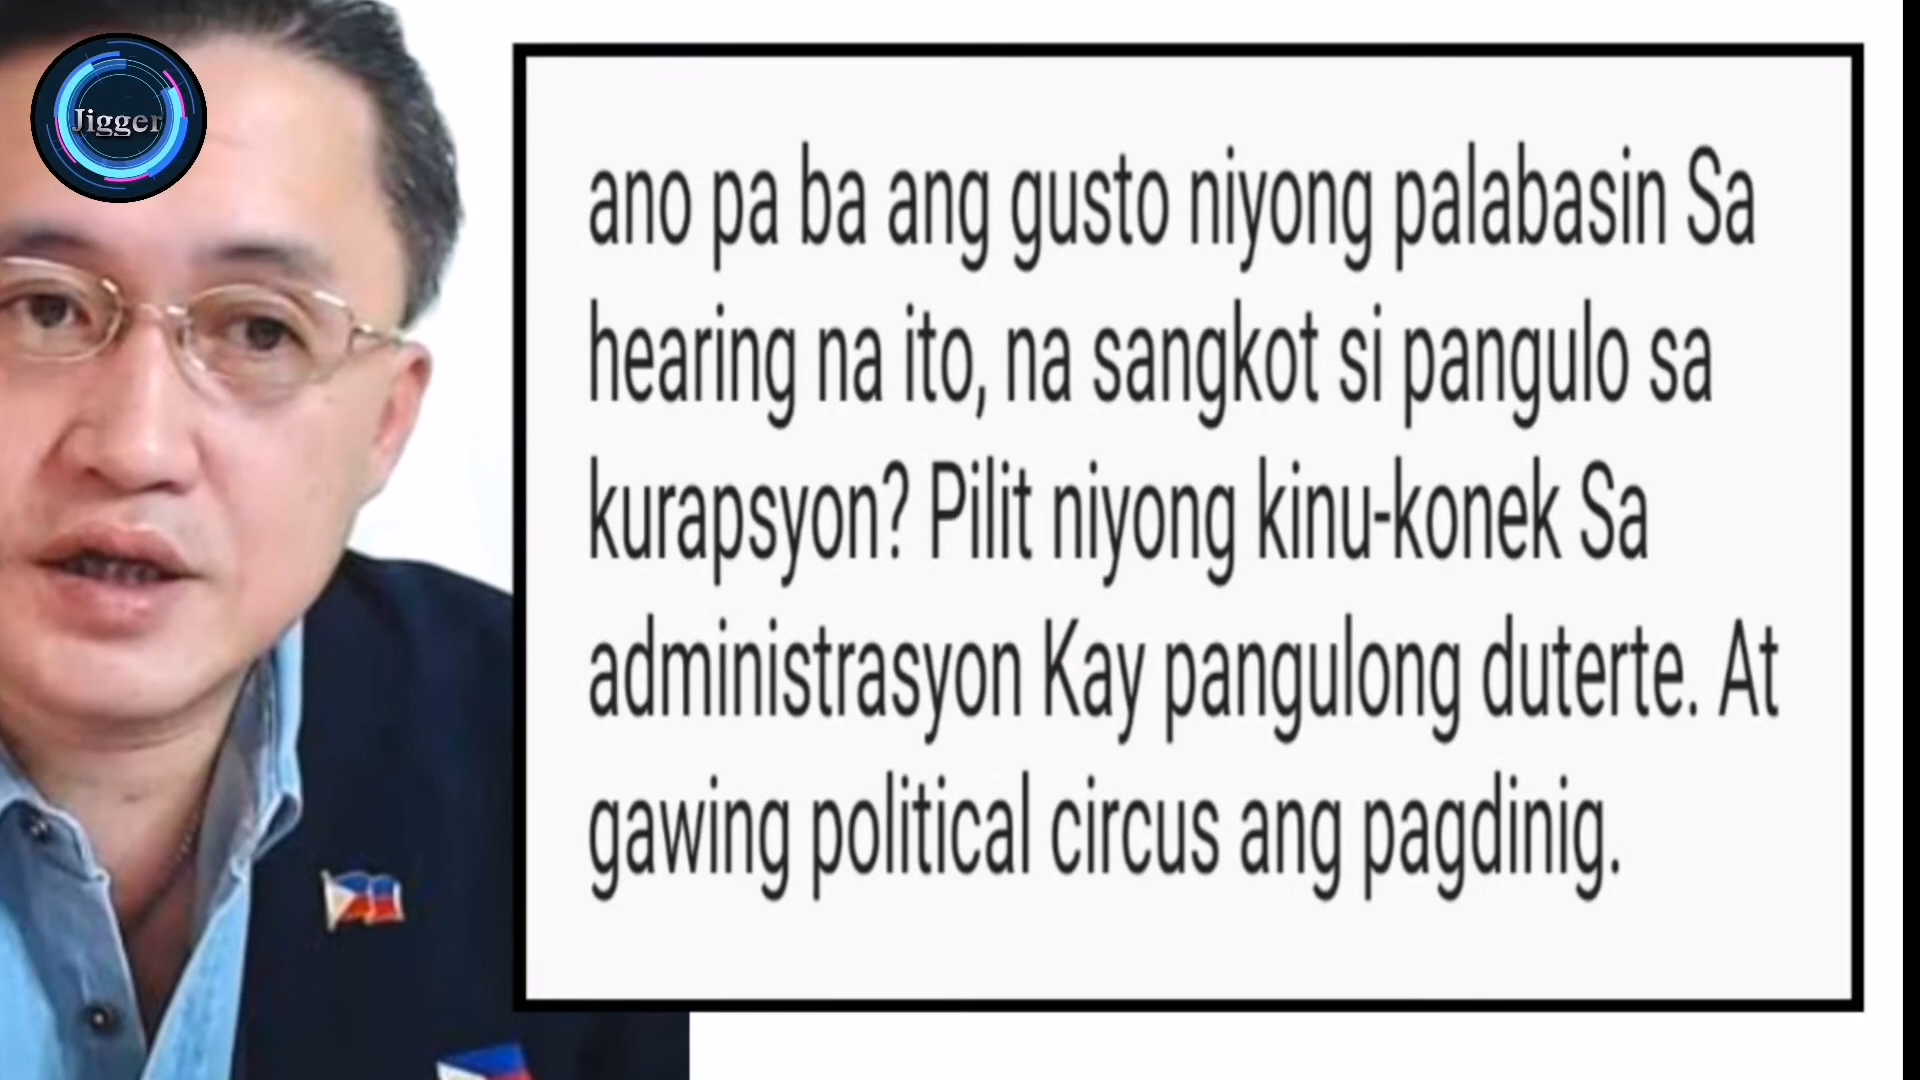 Jigger
ano pa ba ang gusto niyong palabasin Sa
hearing na ito, na sangkot si pangulo sa
kurapsyon? Pilit niyong kinu-konek Sa
administrasyon Kay pangulong duterte. At
gawing political circus ang pagdinig.